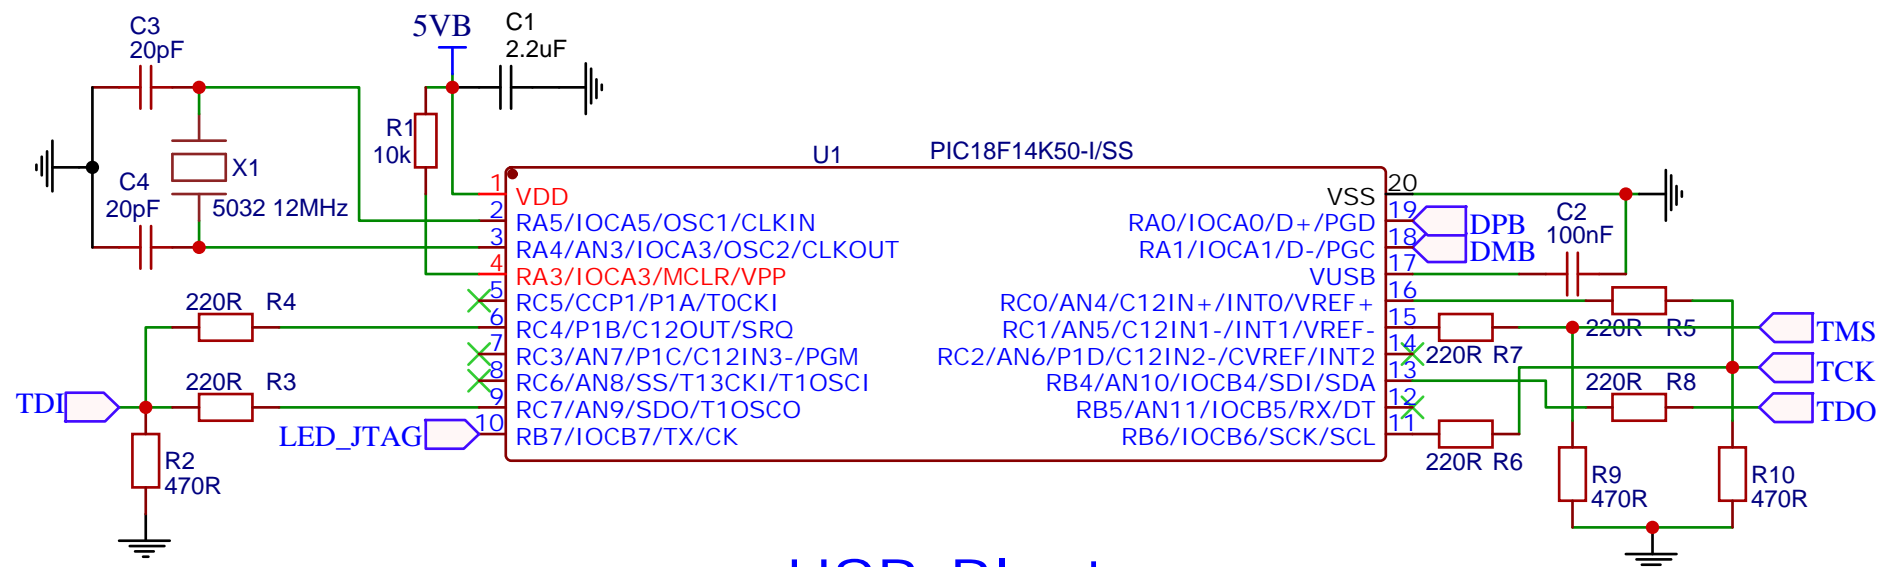 C3
20pF
C4
20pF
X1
5032 12MHz
5VB
C1
2.2uF
R1
10k
U1
PIC18F14K50-I/SS
1
VDD
2
RA5/IOCA5/OSC1/CLKIN
3
RA4/AN3/IOCA3/OSC2/CLKOUT
4
RA3/IOCA3/MCLR/VPP
5
RC5/CCP1/P1A/T0CKI
6
RC4/P1B/C12OUT/SRQ
7
RC3/AN7/P1C/C12IN3-/PGM
8
RC6/AN8/SS/T13CKI/T1OSCI
9
RC7/AN9/SDO/T1OSCO
10
RB7/IOCB7/TX/CK
VSS
20
RA0/IOCA0/D+/PGD
19
RA1/IOCA1/D-/PGC
18
VUSB
17
RC0/AN4/C12IN+/INT0/VREF+
16
RC1/AN5/C12IN1-/INT1/VREF-
15
RC2/AN6/P1D/C12IN2-/CVREF/INT2
14
RB4/AN10/IOCB4/SDI/SDA
13
RB5/AN11/IOCB5/RX/DT
12
RB6/IOCB6/SCK/SCL
11
220R R4
220R R3
TDI
LED_JTAG
R2
470R
DPB
DMB
C2
100nF
220R R5
220R R7
220R R8
220R R6
TMS
TCK
TDO
R9
470R
R10
470R